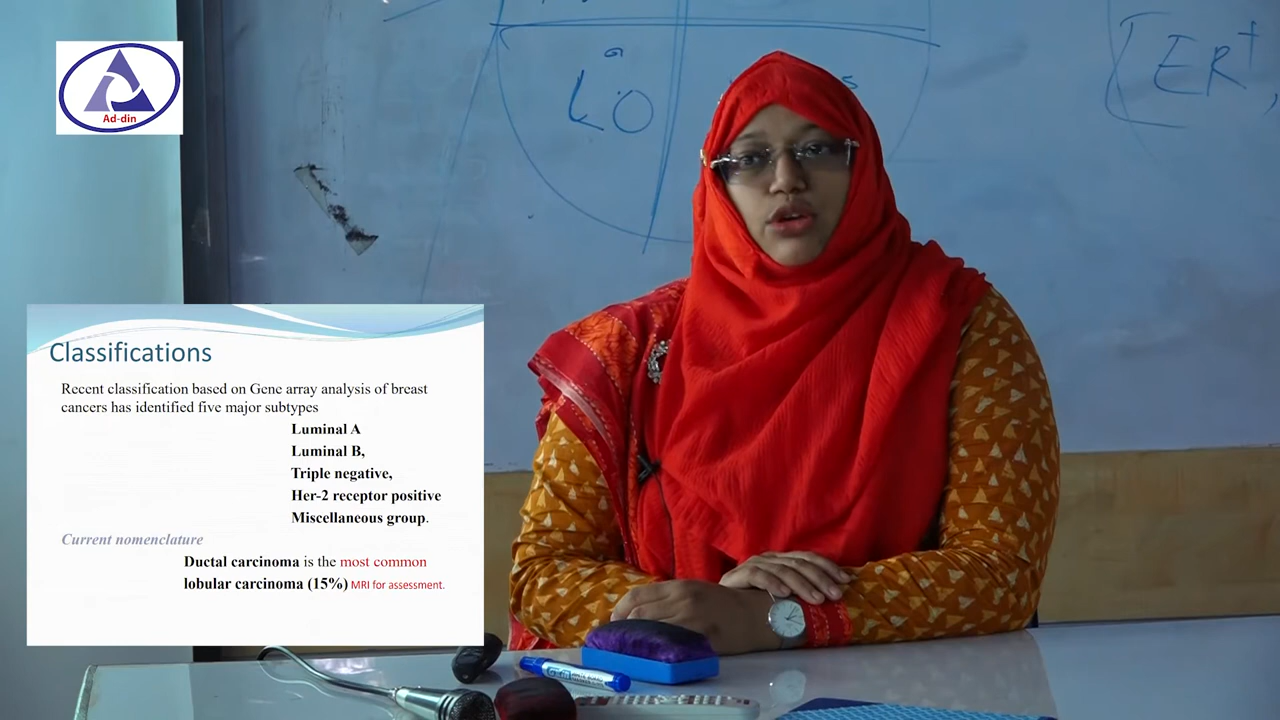 Ad-din
LO
[ER+,
Classifications
Recent classification based on Gene array analysis of breast
cancers has identified five major subtypes
Luminal A
Luminal B,
Triple negative,
Her-2 receptor positive
Miscellaneous group.
Current nomenclature
Ductal carcinoma is the most common
lobular carcinoma (15%) MRI for assessment.